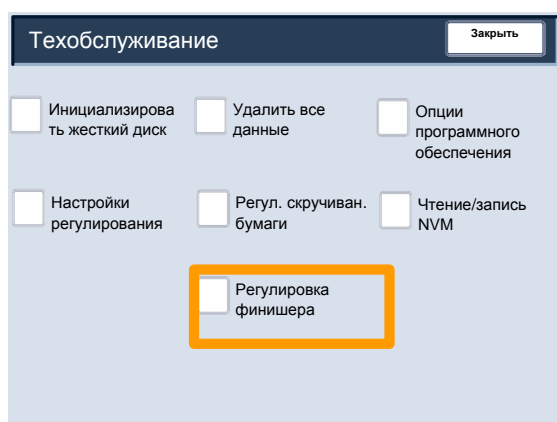 Техобслуживание
Закрыть
Инициализирова
ть жесткий диск
Удалить все
данные
Опции
программного
обеспечения
Настройки
регулирования
Регул. скручиван.
бумаги
Чтение/запись
NVM
Регулировка
финишера